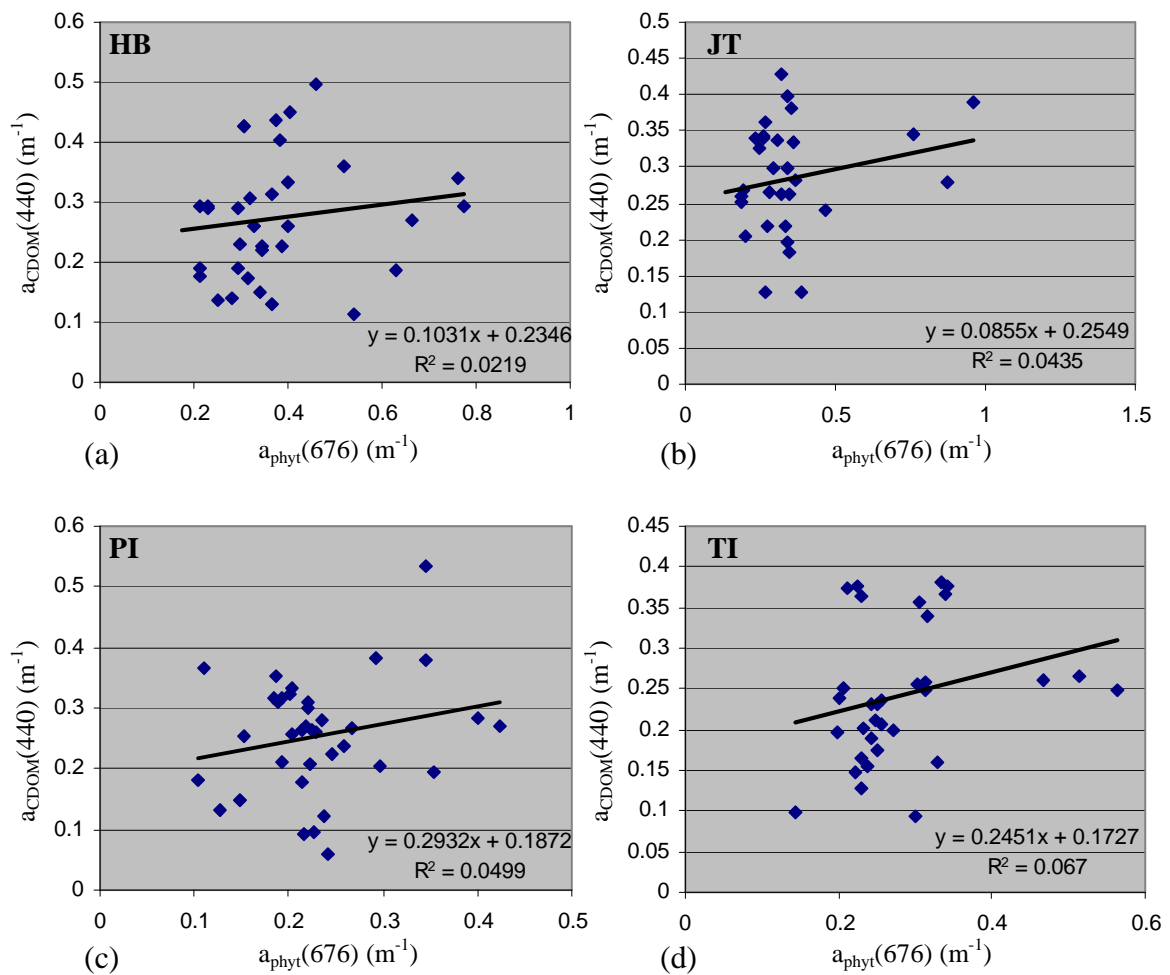 HB
0.6
0.5
0.4
0.3
0.2
0.1
0
a_CDOM(440) (m⁻¹)
y = 0.1031x + 0.2346
R² = 0.0219
0 0.2 0.4 0.6 0.8 1
(a) a_phyt(676) (m⁻¹)
JT
0.5
0.45
0.4
0.35
0.3
0.25
0.2
0.15
0.1
0.05
0
a_CDOM(440) (m⁻¹)
y = 0.0855x + 0.2549
R² = 0.0435
0 0.5 1 1.5
(b) a_phyt(676) (m⁻¹)
PI
0.6
0.5
0.4
0.3
0.2
0.1
0
a_CDOM(440) (m⁻¹)
y = 0.2932x + 0.1872
R² = 0.0499
0 0.1 0.2 0.3 0.4 0.5
(c) a_phyt(676) (m⁻¹)
TI
0.45
0.4
0.35
0.3
0.25
0.2
0.15
0.1
0.05
0
a_CDOM(440) (m⁻¹)
y = 0.2451x + 0.1727
R² = 0.067
0 0.2 0.4 0.6
(d) a_phyt(676) (m⁻¹)